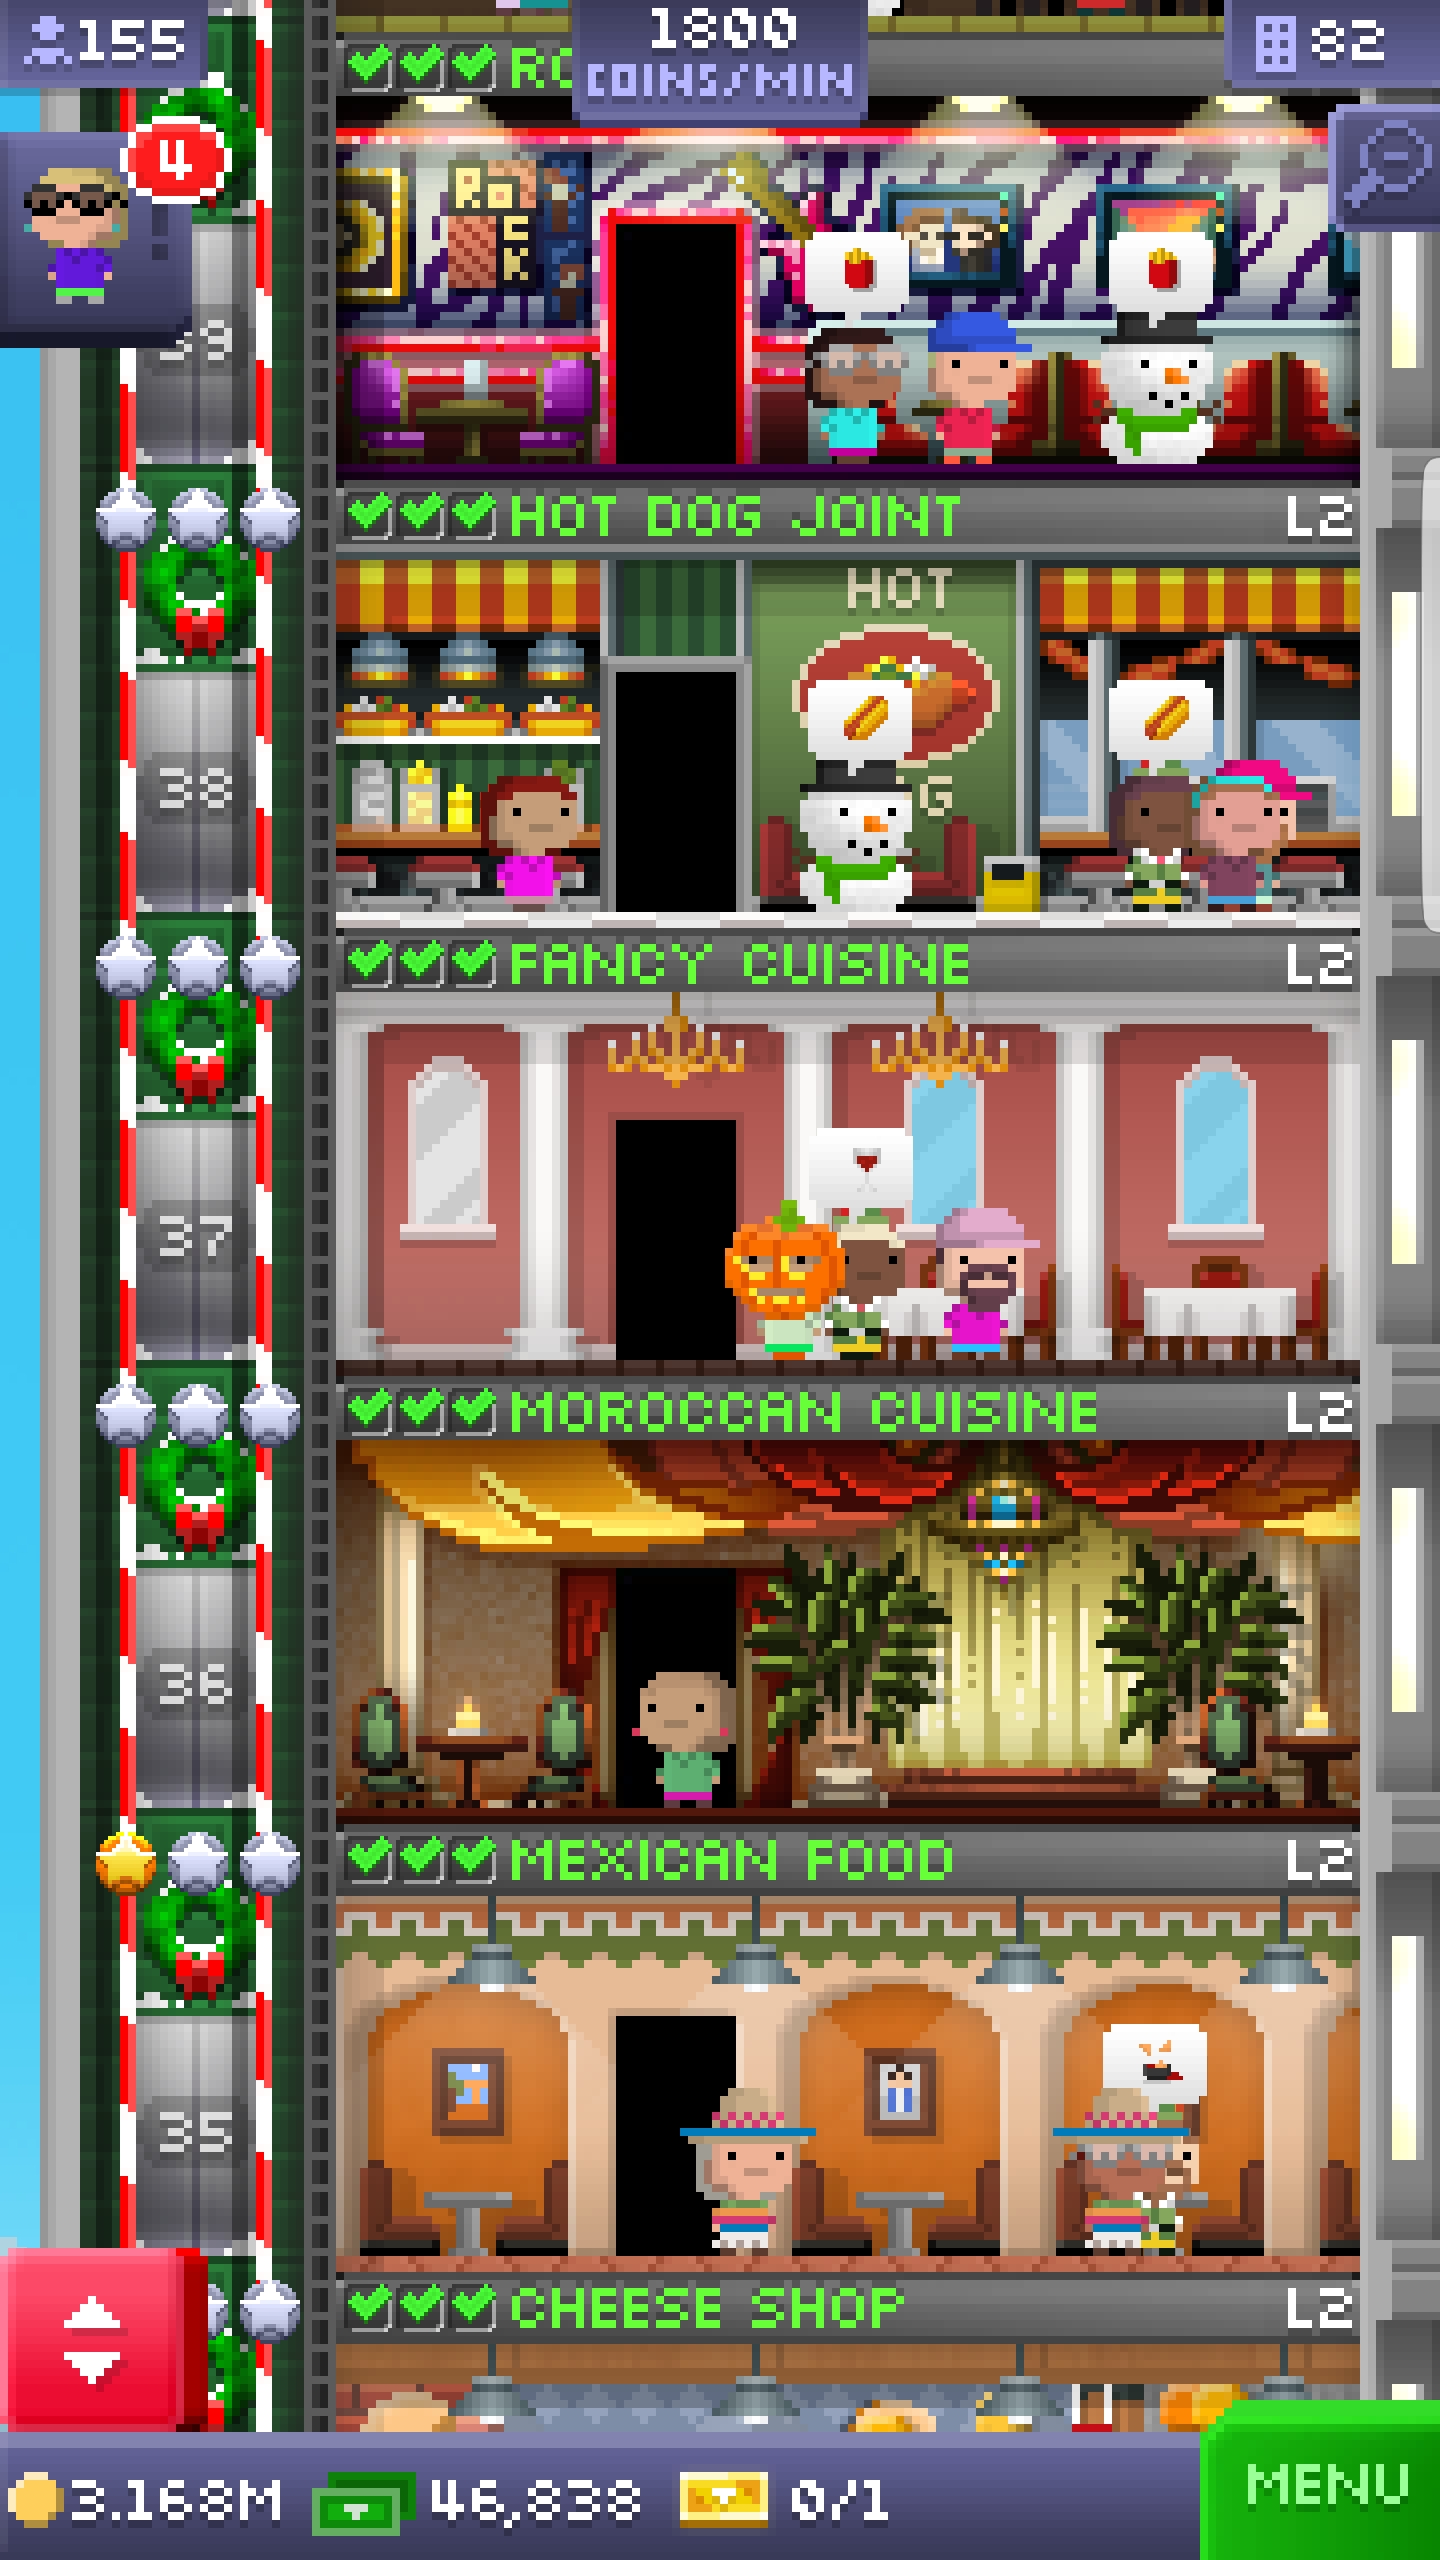 155
1800
COINS/MIN
82
RO
4
ROCK
39
HOT DOG JOINT L2
HOT
G
38
FANCY CUISINE L2
37
MOROCCAN CUISINE L2
36
MEXICAN FOOD L2
35
CHEESE SHOP L2
3.168M 46,838 0/1
MENU